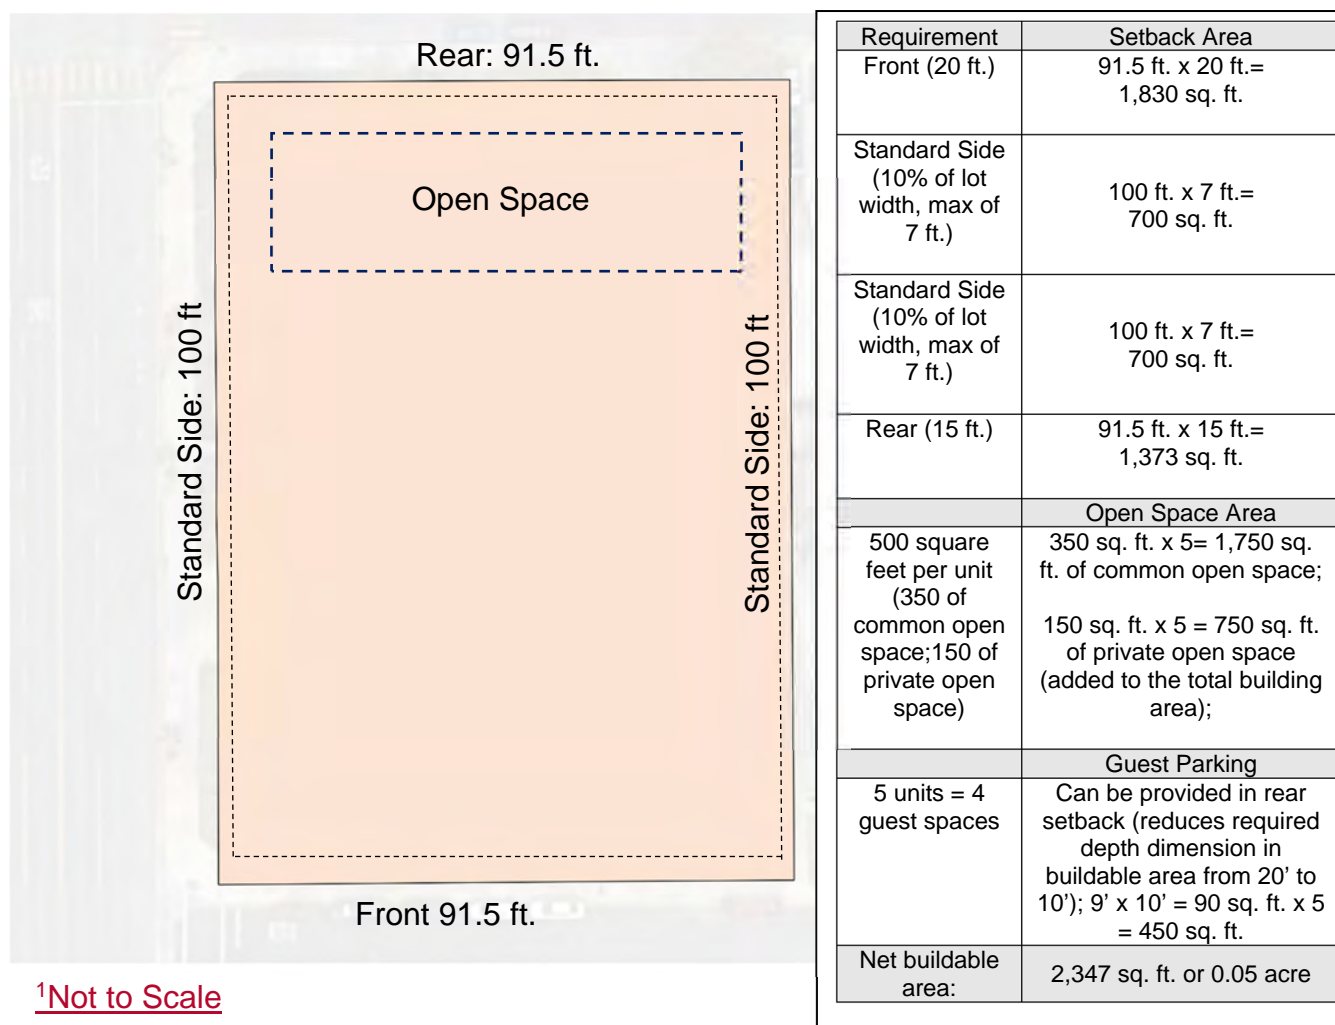 Rear: 91.5 ft.
Open Space
Standard Side: 100 ft
Standard Side: 100 ft
Front 91.5 ft.
¹Not to Scale
Requirement
Setback Area
Front (20 ft.)
91.5 ft. x 20 ft.=
1,830 sq. ft.
Standard Side
(10% of lot
width, max of
7 ft.)
100 ft. x 7 ft.=
700 sq. ft.
Standard Side
(10% of lot
width, max of
7 ft.)
100 ft. x 7 ft.=
700 sq. ft.
Rear (15 ft.)
91.5 ft. x 15 ft.=
1,373 sq. ft.
Open Space Area
500 square
feet per unit
(350 of
common open
space;150 of
private open
space)
350 sq. ft. x 5= 1,750 sq.
ft. of common open space;
150 sq. ft. x 5 = 750 sq. ft.
of private open space
(added to the total building
area);
Guest Parking
5 units = 4
guest spaces
Can be provided in rear
setback (reduces required
depth dimension in
buildable area from 20' to
10'); 9' x 10' = 90 sq. ft. x 5
= 450 sq. ft.
Net buildable
area:
2,347 sq. ft. or 0.05 acre